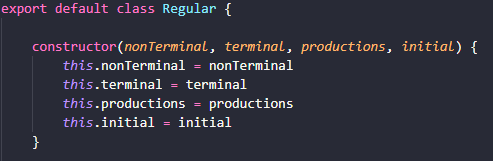 export default class Regular {
constructor(nonTerminal, terminal, productions, initial) {
this.nonTerminal = nonTerminal
this.terminal = terminal
this.productions = productions
this.initial = initial
}